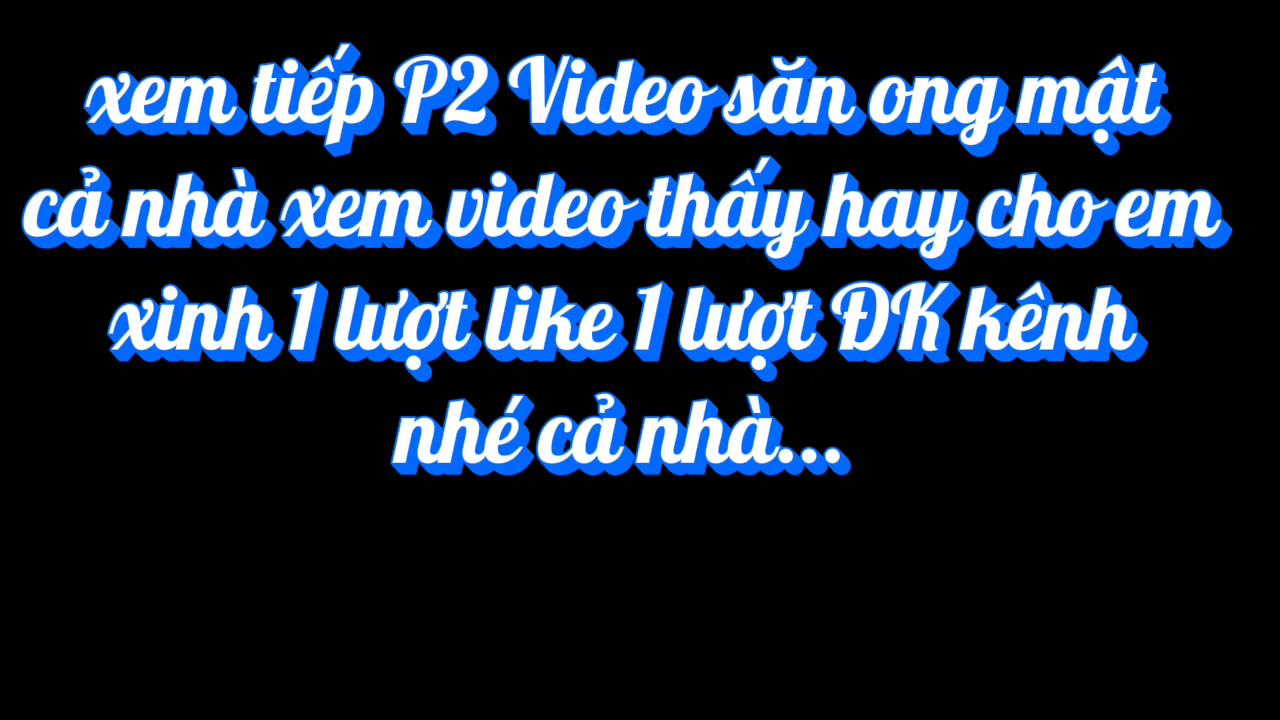 xem tiếp P2 Video săn ong mật
cả nhà xem video thấy hay cho em
xinh 1 lượt like 1 lượt ĐK kênh
nhé cả nhà...